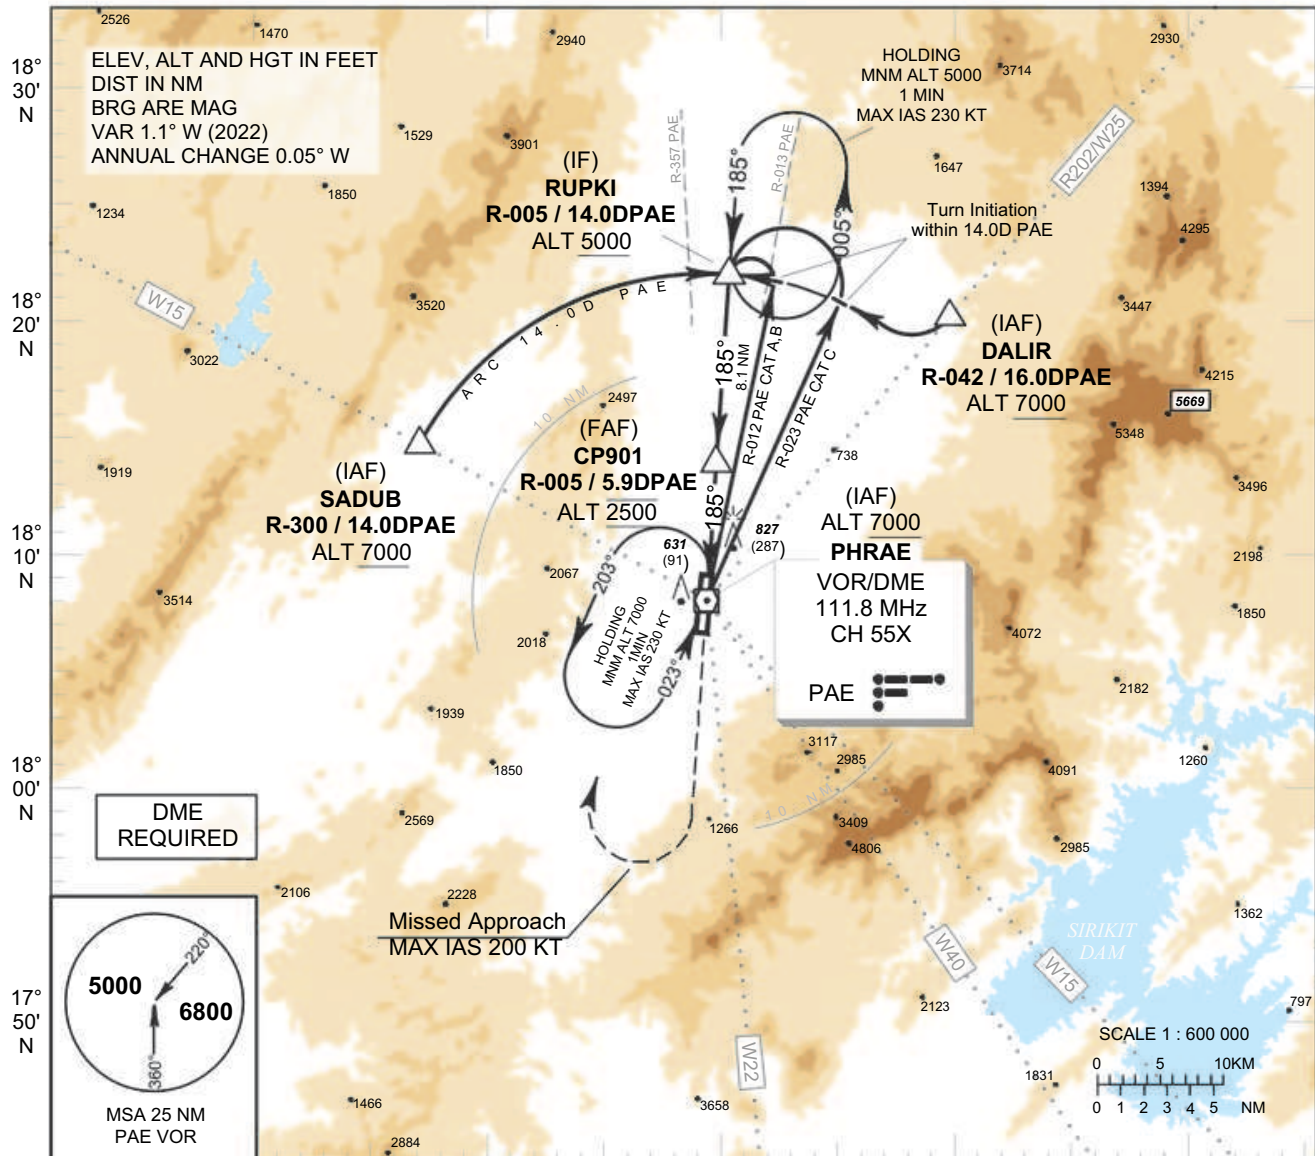 2526
1470
2940
2930
ELEV, ALT AND HGT IN FEET
DIST IN NM
BRG ARE MAG
VAR 1.1° W (2022)
ANNUAL CHANGE 0.05° W
18°
30'
N
HOLDING
MNM ALT 5000
1 MIN
MAX IAS 230 KT
3714
1529
3901
1647
R202/W25
1850
1234
1394
4295
(IF)
RUPKI
R-005 / 14.0DPAE
ALT 5000
R-357 PAE
185°
R-013 PAE
005°
Turn Initiation
within 14.0D PAE
W15
3520
3022
18°
20'
N
ARC 14.0D PAE
3447
4215
5669
5348
(IAF)
DALIR
R-042 / 16.0DPAE
ALT 7000
185°
8.1 NM
R-012 PAE CAT A,B
R-023 PAE CAT C
10 NM
2497
738
(FAF)
CP901
R-005 / 5.9DPAE
ALT 2500
1919
3496
(IAF)
SADUB
R-300 / 14.0DPAE
ALT 7000
185°
(IAF)
ALT 7000
PHRAE
VOR/DME
111.8 MHz
CH 55X
PAE
827
(287)
631
(91)
18°
10'
N
2198
1850
2067
3514
2018
4072
203°
HOLDING
MNM ALT 7000
1MIN
MAX IAS 230 KT
023°
2182
1939
1850
3117
2985
4091
1260
18°
00'
N
DME
REQUIRED
2569
1266
10 NM
3409
4806
2985
2106
2228
1362
Missed Approach
MAX IAS 200 KT
SIRIKIT
DAM
W40
W15
2123
797
5000
220°
6800
360°
MSA 25 NM
PAE VOR
17°
50'
N
W22
SCALE 1 : 600 000
0 5 10KM
0 1 2 3 4 5 NM
1831
1466
3658
2884